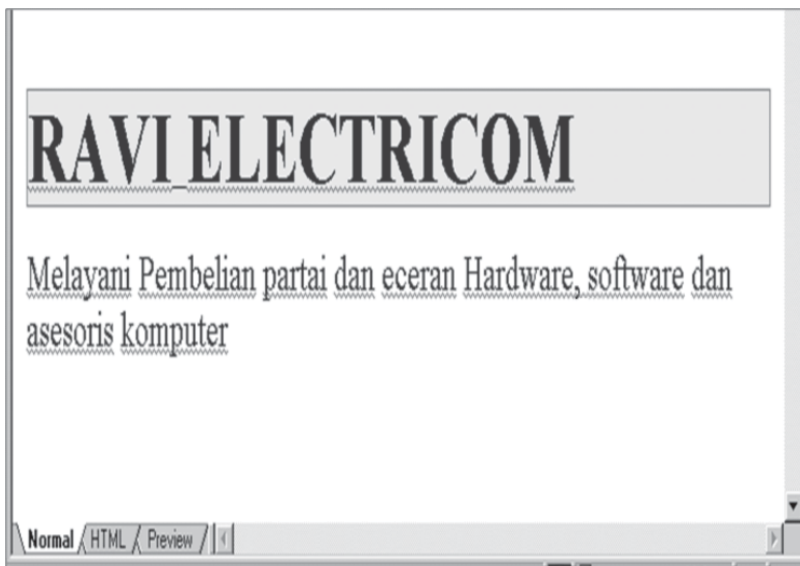 RAVI ELECTRICOM
Melayani Pembelian partai dan eceran Hardware, software dan
asesoris komputer
Normal HTML Preview